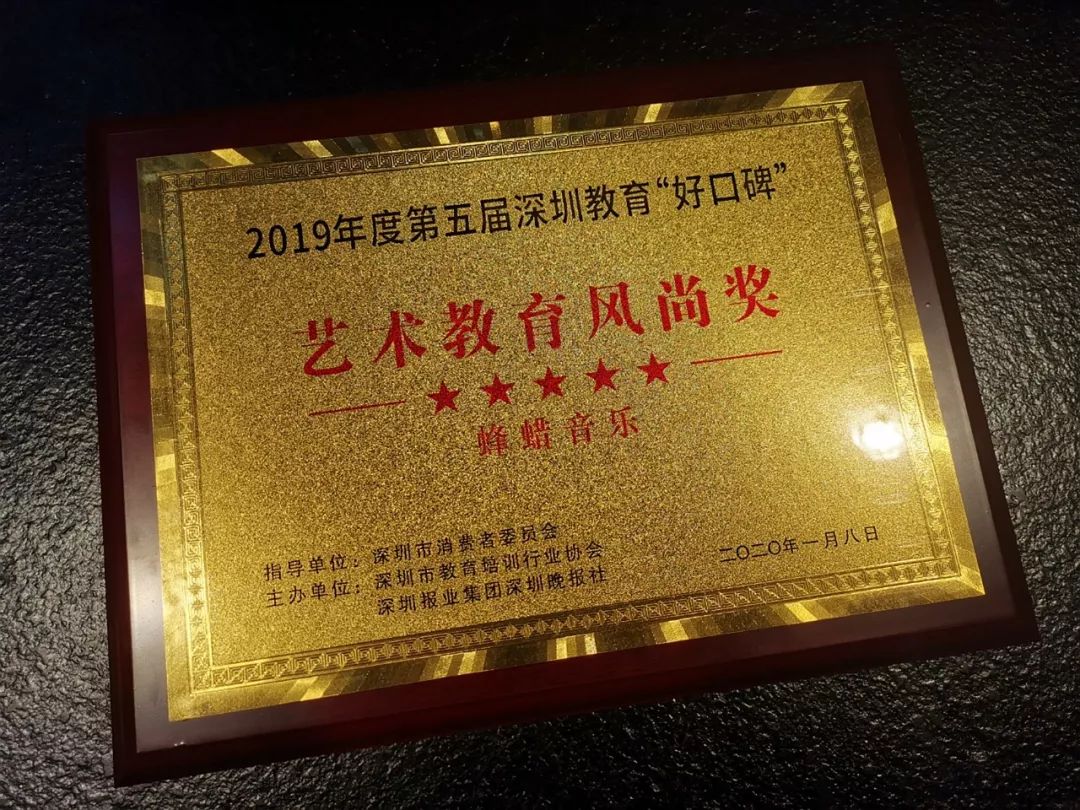 2019年度第五届深圳教育“好口碑”
艺术教育风尚奖
★★★★★
蜂蜡音乐
指导单位：深圳市消费者委员会
主办单位：深圳市教育培训行业协会
深圳报业集团深圳晚报社
二〇二〇年一月八日